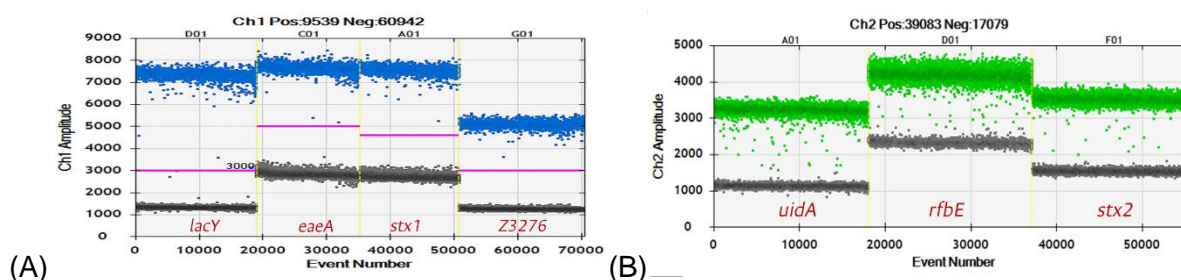 Ch1 Pos:9539 Neg:60942
D01 C01 A01 G01
9000
8000
7000
6000
5000
4000
3000
2000
1000
0
Ch1 Amplitude
3000
lacY eaeA stx1 Z3276
0 10000 20000 30000 40000 50000 60000 70000
Event Number
(A)
Ch2 Pos:39083 Neg:17079
A01 D01 F01
5000
4000
3000
2000
1000
0
Ch2 Amplitude
uidA rfbE stx2
0 10000 20000 30000 40000 50000
Event Number
(B)